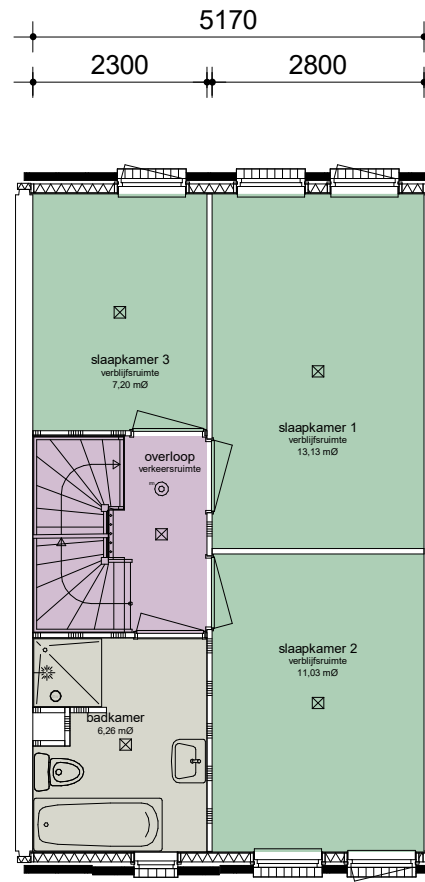 5170
2300 2800
slaapkamer 3
verblijfsruimte
7,20 mØ
slaapkamer 1
verblijfsruimte
13,13 mØ
overloop
verkeersruimte
slaapkamer 2
verblijfsruimte
11,03 mØ
badkamer
6,26 mØ